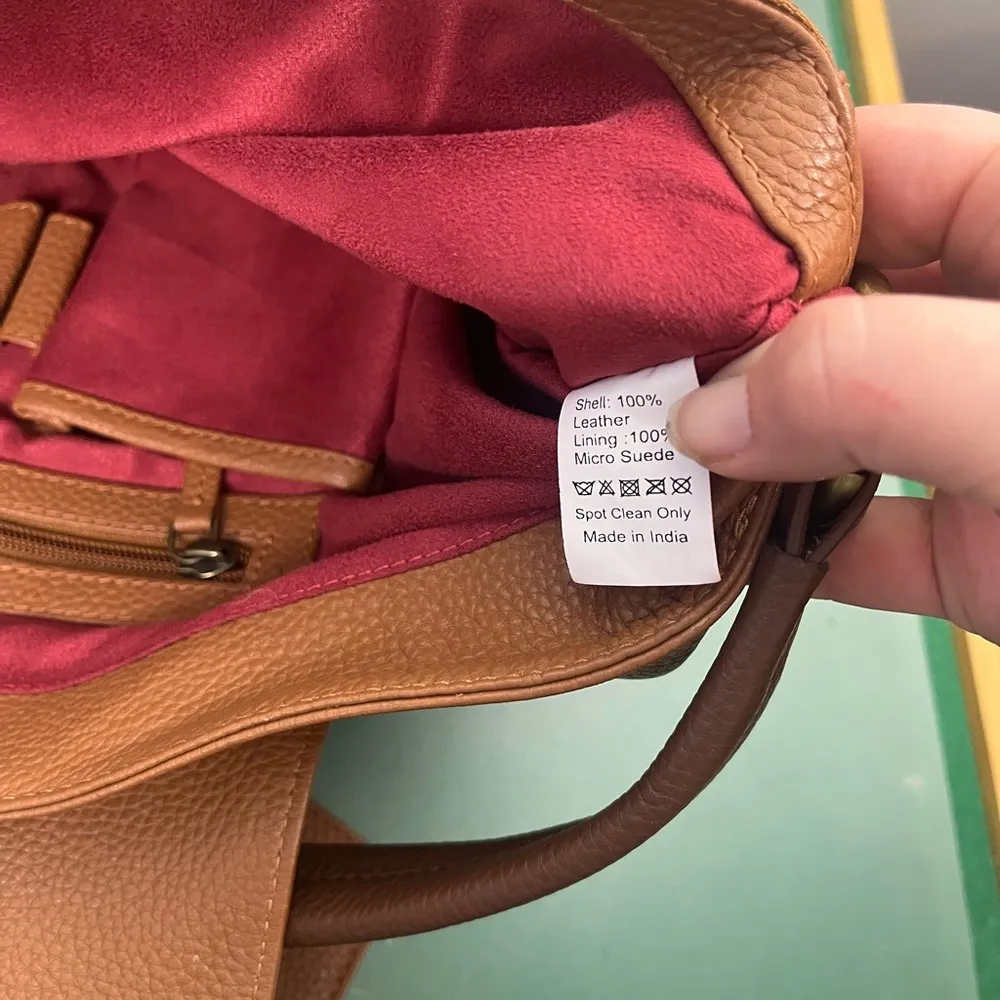 Shell: 100%
Leather
Lining :100%
Micro Suede
Spot Clean Only
Made in India